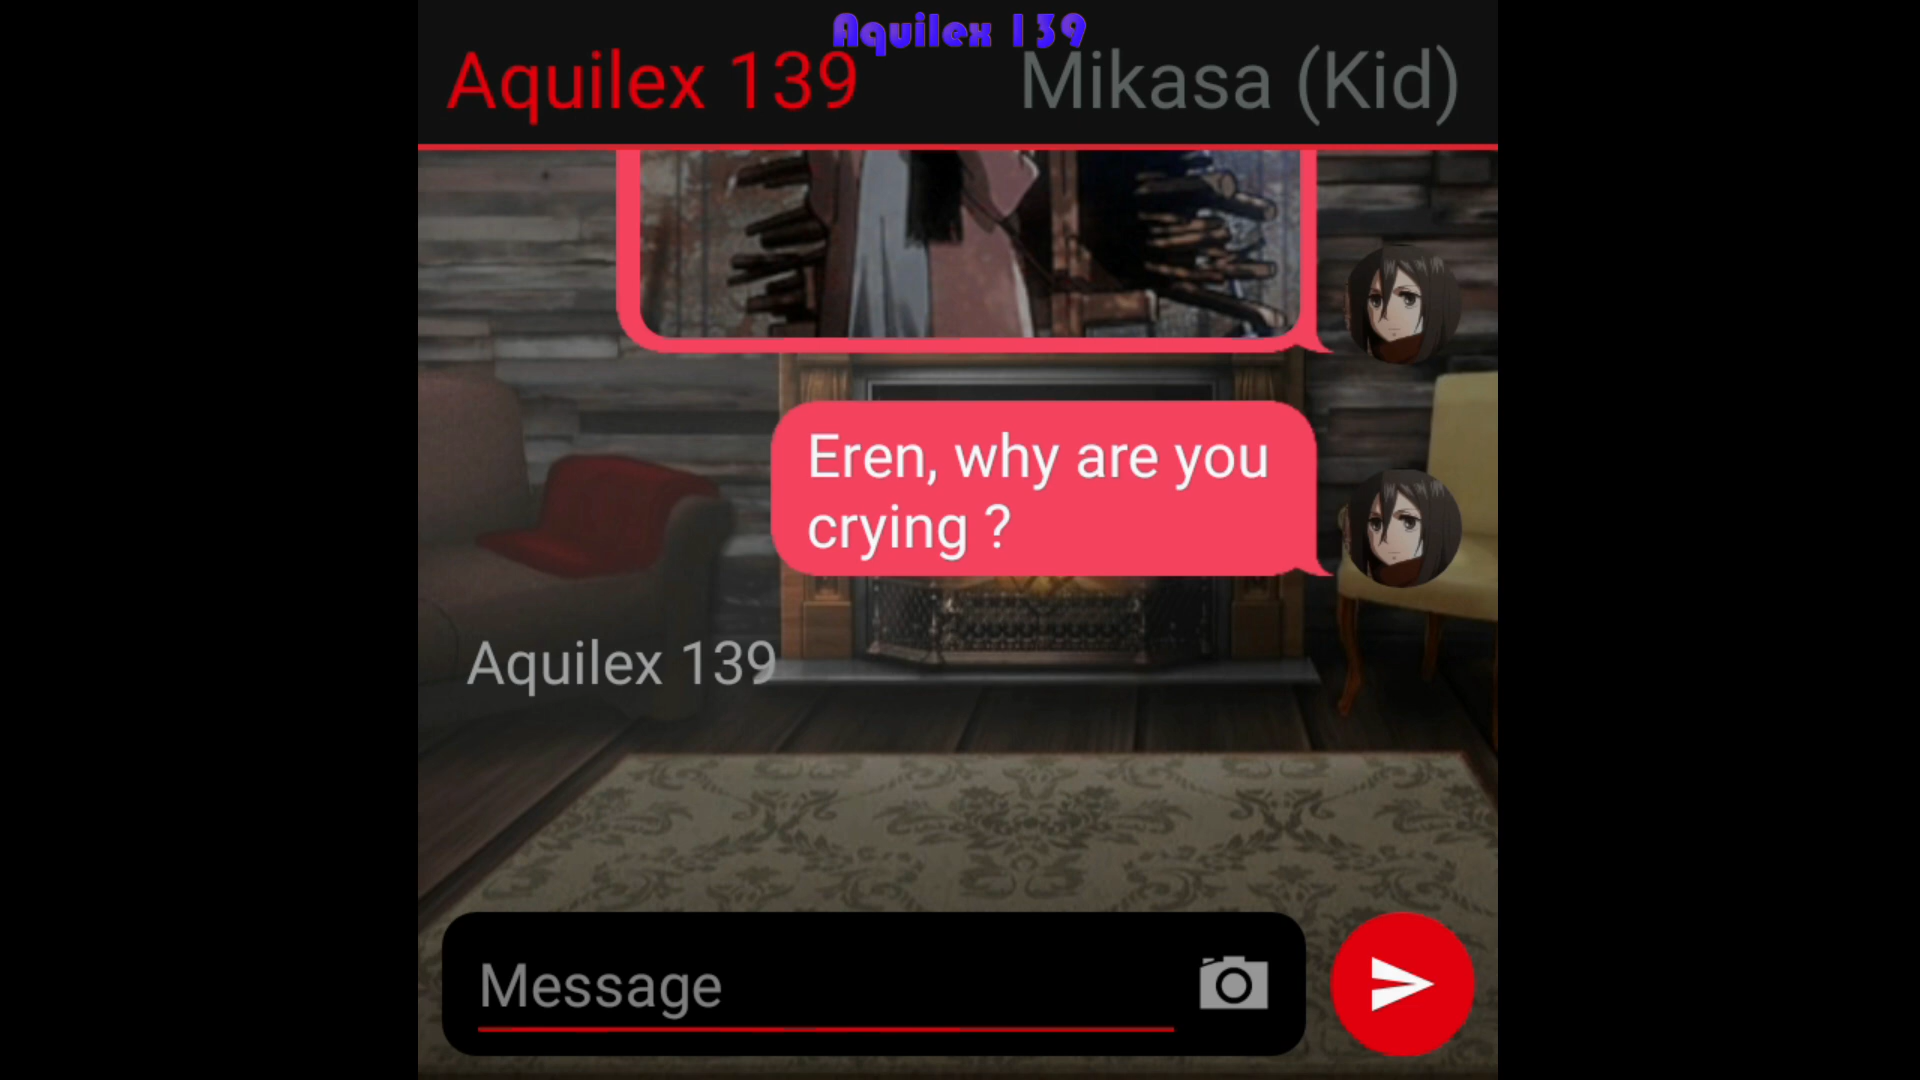 Aquilex 139
Aquilex 139 Mikasa (Kid)
Eren, why are you
crying ?
Aquilex 139
Message